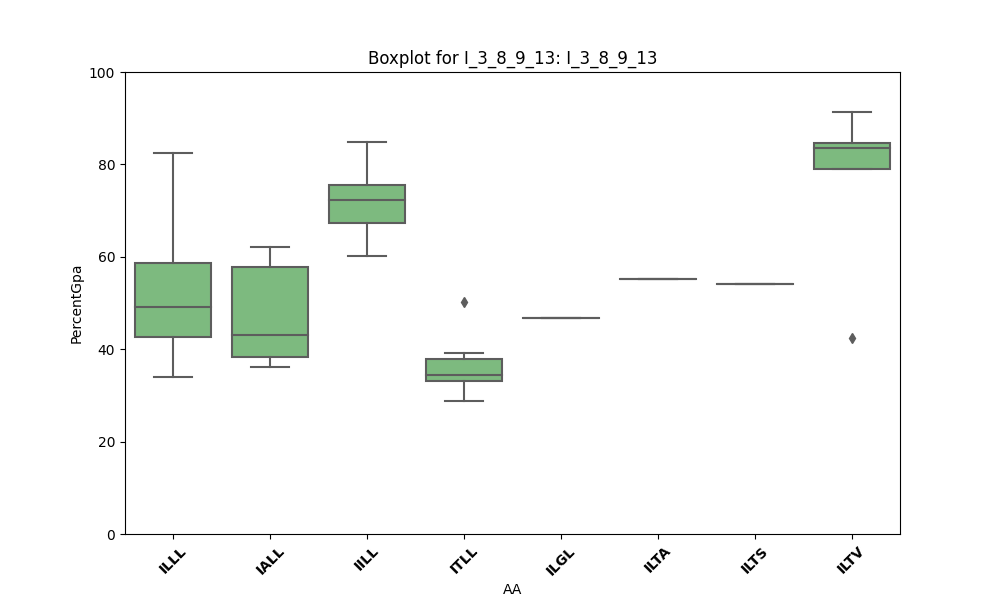 Boxplot for I_3_8_9_13: I_3_8_9_13
100
80
60
40
20
0
PercentGpa
ILLL
IALL
IILL
ITLL
ILGL
ILTA
ILTS
ILTV
AA